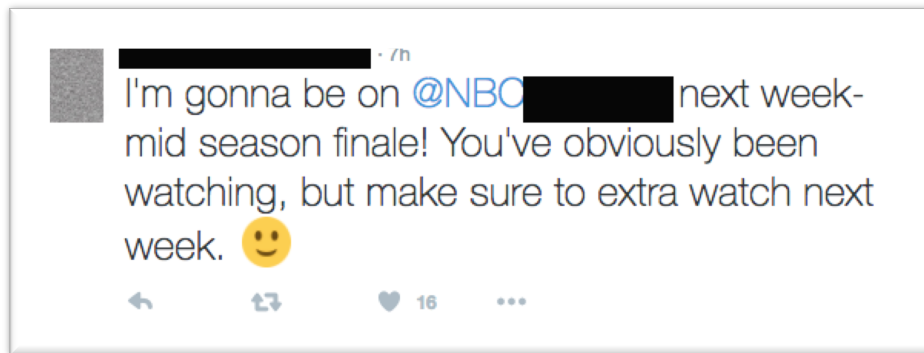 · 7h
I'm gonna be on @NBC next week-
mid season finale! You've obviously been
watching, but make sure to extra watch next
week. 🙂
16